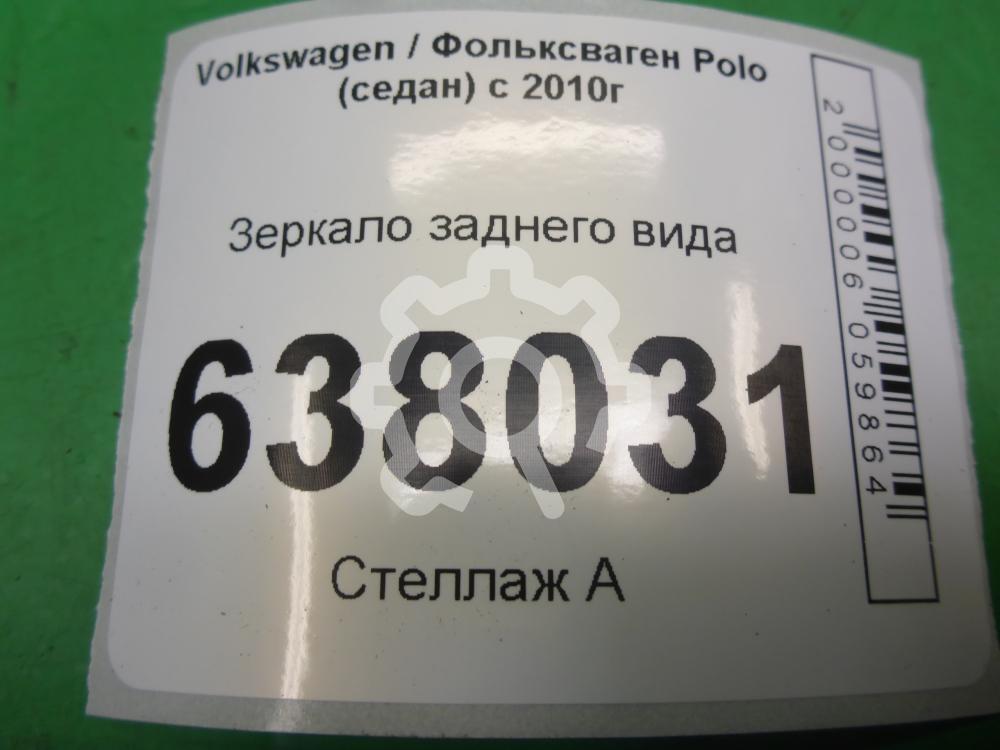 Volkswagen / Фольксваген Polo
(седан) с 2010г
Зеркало заднего вида
638031
Стеллаж А
2000006059864